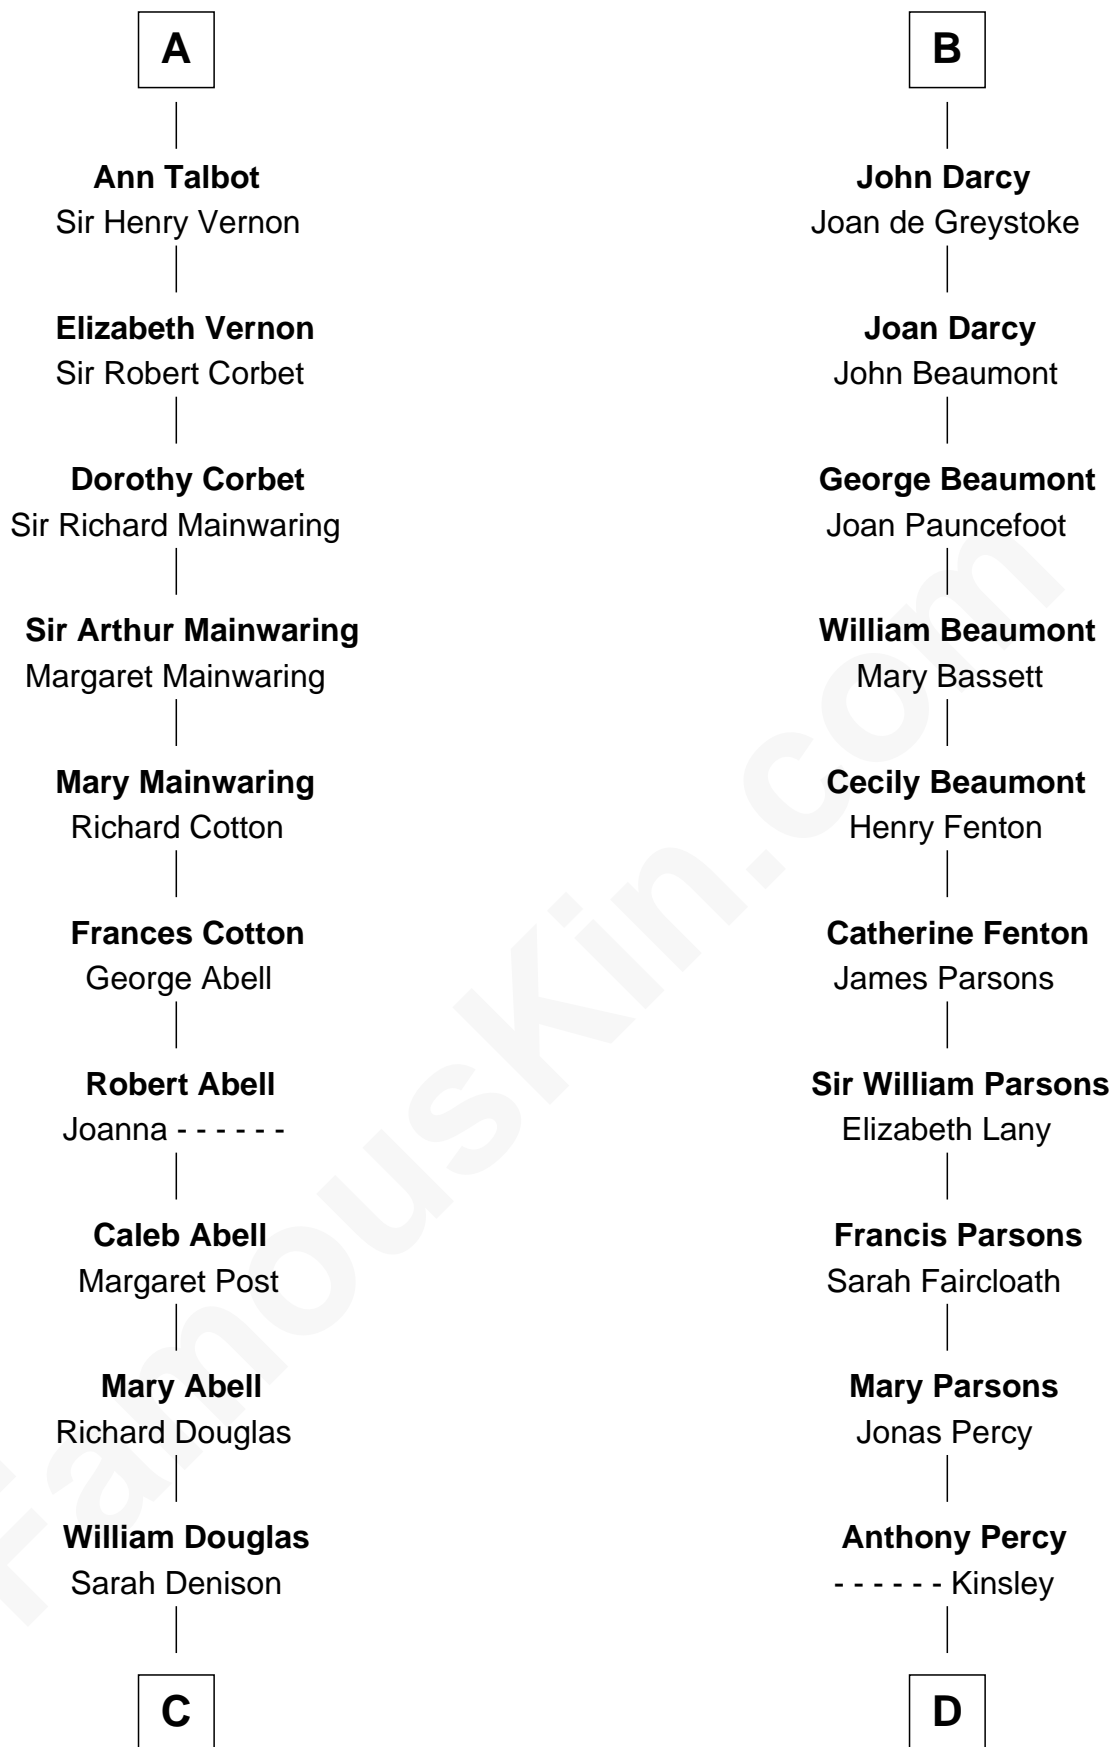 A
Ann Talbot
Sir Henry Vernon
Elizabeth Vernon
Sir Robert Corbet
Dorothy Corbet
Sir Richard Mainwaring
Sir Arthur Mainwaring
Margaret Mainwaring
Mary Mainwaring
Richard Cotton
Frances Cotton
George Abell
Robert Abell
Joanna - - - - - -
Caleb Abell
Margaret Post
Mary Abell
Richard Douglas
William Douglas
Sarah Denison
C
B
John Darcy
Joan de Greystoke
Joan Darcy
John Beaumont
George Beaumont
Joan Pauncefoot
William Beaumont
Mary Bassett
Cecily Beaumont
Henry Fenton
Catherine Fenton
James Parsons
Sir William Parsons
Elizabeth Lany
Francis Parsons
Sarah Faircloath
Mary Parsons
Jonas Percy
Anthony Percy
- - - - - - Kinsley
D
FamousKin.com